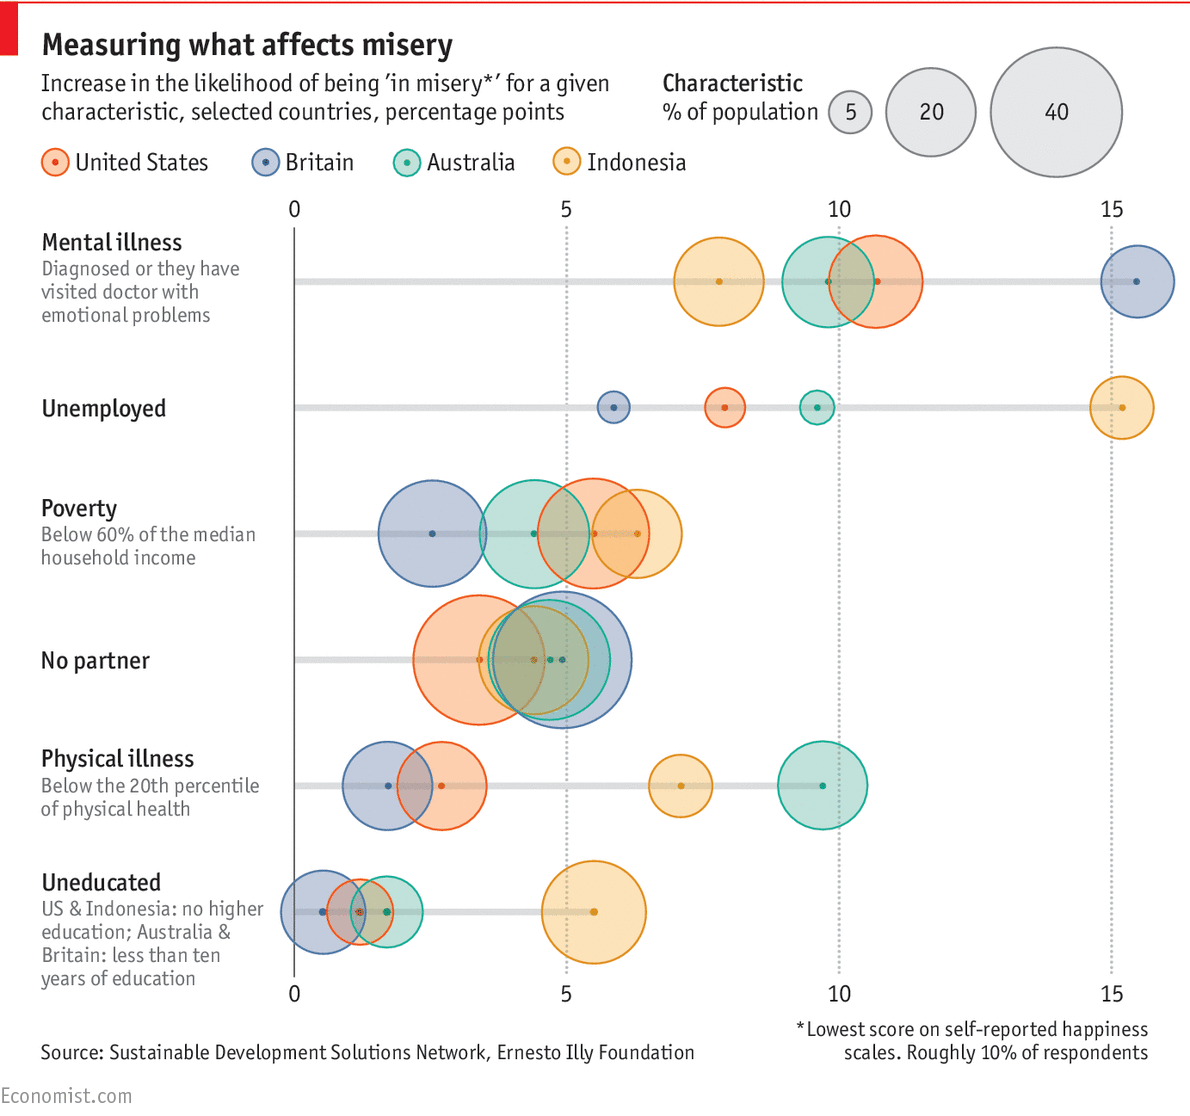 Measuring what affects misery
Increase in the likelihood of being ’in misery*’ for a given
characteristic, selected countries, percentage points
Characteristic
% of population
5
20
40
United States
Britain
Australia
Indonesia
0
5
10
15
Mental illness
Diagnosed or they have
visited doctor with
emotional problems
Unemployed
Poverty
Below 60% of the median
household income
No partner
Physical illness
Below the 20th percentile
of physical health
Uneducated
US & Indonesia: no higher
education; Australia &
Britain: less than ten
years of education
0
5
10
15
*Lowest score on self-reported happiness
scales. Roughly 10% of respondents
Source: Sustainable Development Solutions Network, Ernesto Illy Foundation
Economist.com